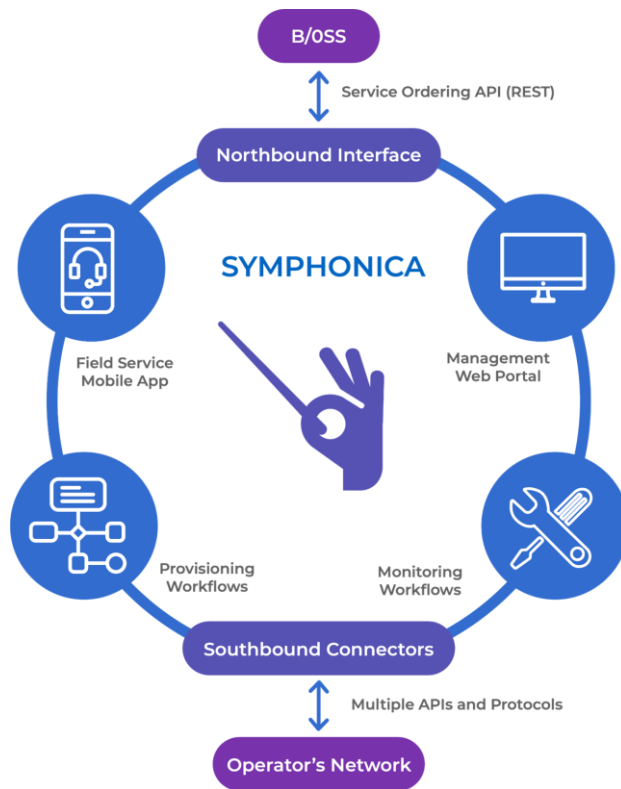 B/0SS
Service Ordering API (REST)
Northbound Interface
SYMPHONICA
Field Service
Mobile App
Management
Web Portal
Provisioning
Workflows
Monitoring
Workflows
Southbound Connectors
Multiple APIs and Protocols
Operator’s Network